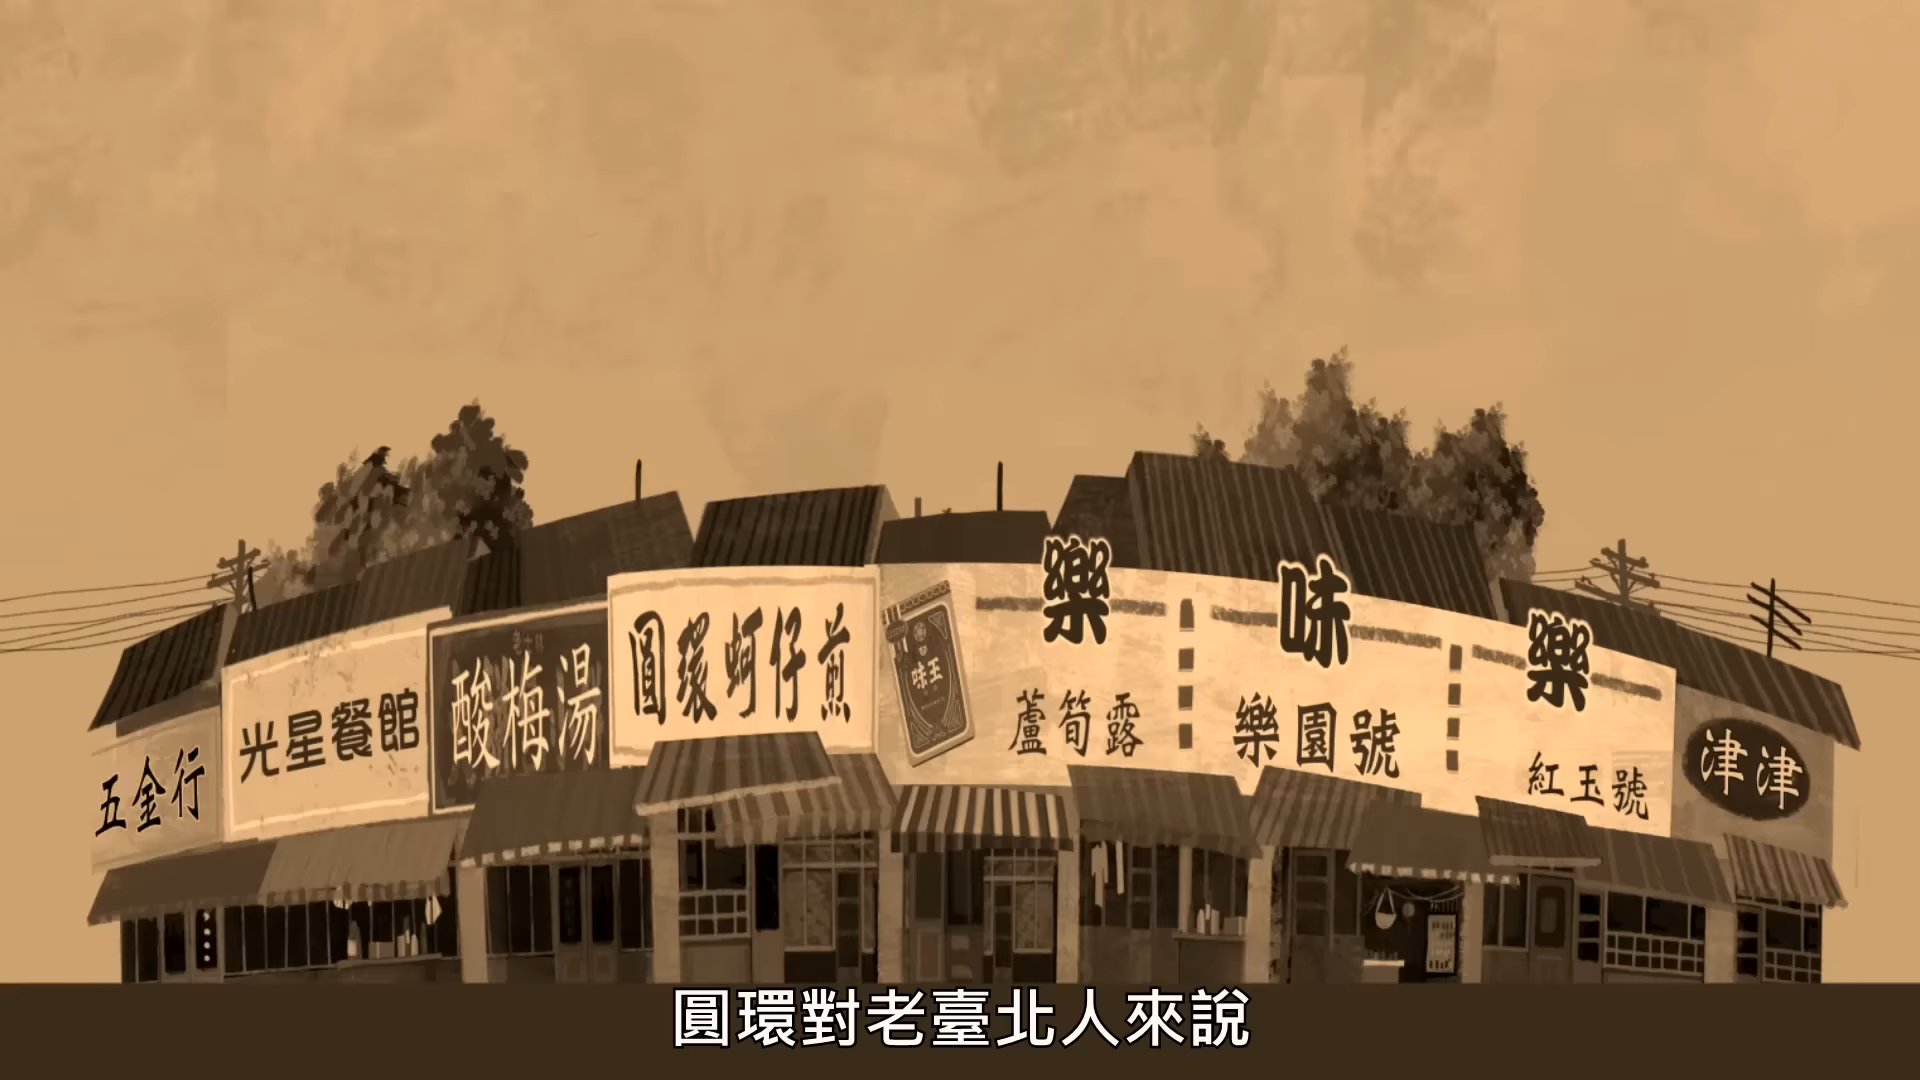 五金行
光星餐館
酸梅湯
圓環蚵仔煎
味王
樂 味 樂
蘆筍露
樂園號
紅玉號
津津
圓環對老臺北人來說